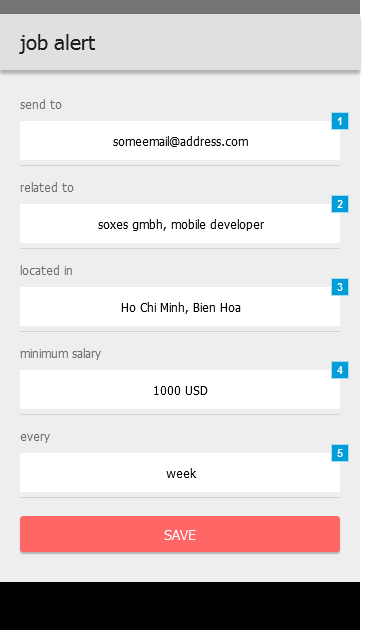 job alert
send to
1
someemail@address.com
related to
2
soxes gmbh, mobile developer
located in
3
Ho Chi Minh, Bien Hoa
minimum salary
4
1000 USD
every
5
week
SAVE